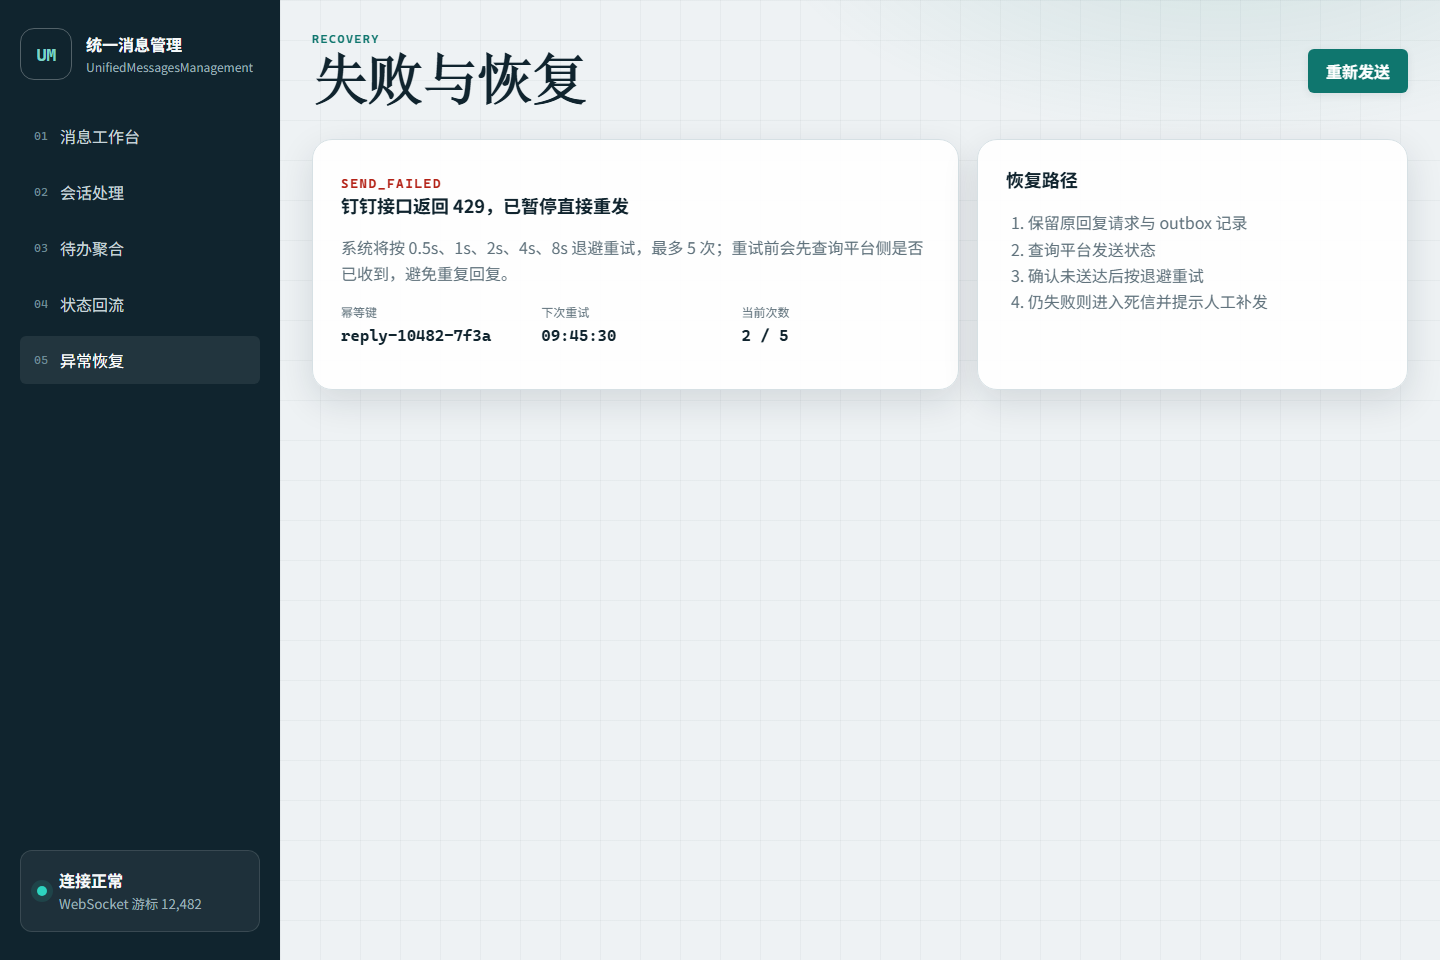 UM
统一消息管理
UnifiedMessagesManagement
01 消息工作台
02 会话处理
03 待办聚合
04 状态回流
05 异常恢复
连接正常
WebSocket 游标 12,482
RECOVERY
失败与恢复
重新发送
SEND_FAILED
钉钉接口返回 429，已暂停直接重发
系统将按 0.5s、1s、2s、4s、8s 退避重试，最多 5 次；重试前会先查询平台侧是否
已收到，避免重复回复。
幂等键
reply-10482-7f3a
下次重试
09:45:30
当前次数
2 / 5
恢复路径
1. 保留原回复请求与 outbox 记录
2. 查询平台发送状态
3. 确认未送达后按退避重试
4. 仍失败则进入死信并提示人工补发